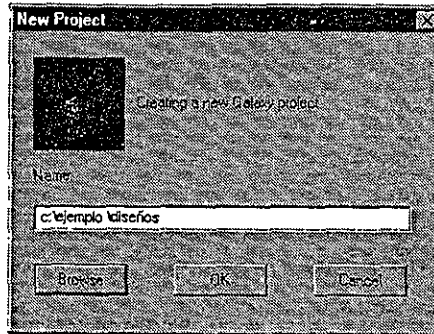 New Project
Creating a new Galaxy project
Name
c:\ejemplo \diseños
Browse
OK
Cancel